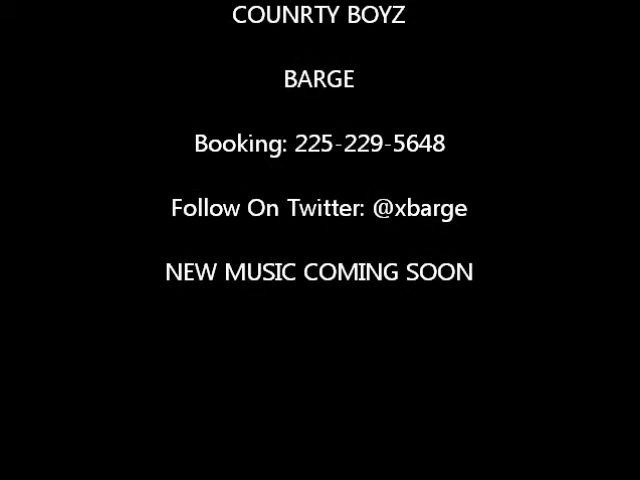 COUNRTY BOYZ
BARGE
Booking: 225-229-5648
Follow On Twitter: @xbarge
NEW MUSIC COMING SOON